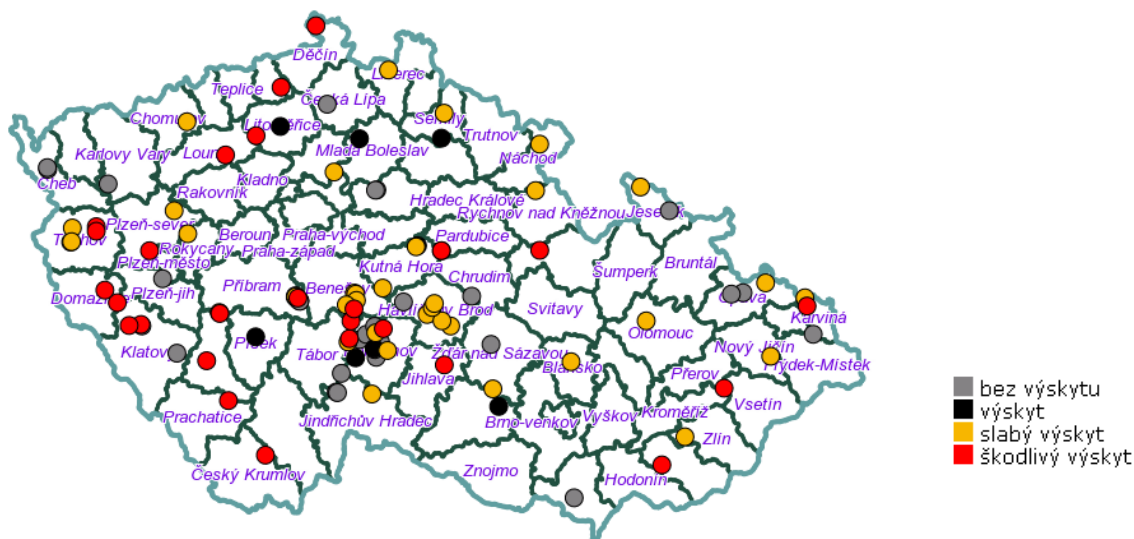 Děčín
Liberec
Teplice
Česká Lípa
Chomutov
Litoměřice
Semily
Trutnov
Karlovy Vary
Louny
Mladá Boleslav
Náchod
Cheb
Kladno
Rakovník
Hradec Králové
Rychnov nad Kněžnou
Jeseník
Plzeň-sever
Beroun
Praha-východ
Pardubice
Tachov
Rokycany
Praha-západ
Kutná Hora
Plzeň-město
Chrudim
Šumperk
Bruntál
Domažlice
Plzeň-jih
Příbram
Benešov
Havlíčkův Brod
Svitavy
Opava
Karviná
Klatovy
Písek
Tábor
Žďár nad Sázavou
Olomouc
Nový Jičín
Blansko
Frýdek-Místek
Jihlava
Přerov
Prachatice
Jindřichův Hradec
Brno-venkov
Vyškov
Kroměříž
Vsetín
Zlín
Český Krumlov
Znojmo
Hodonín
bez výskytu
výskyt
slabý výskyt
škodlivý výskyt